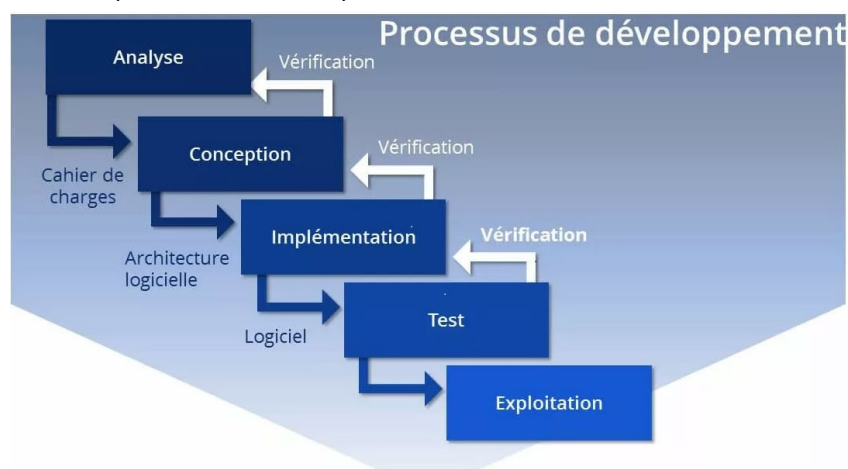 Processus de développement
Analyse
Vérification
Cahier de
charges
Conception
Vérification
Architecture
logicielle
Implémentation
Vérification
Logiciel
Test
Exploitation